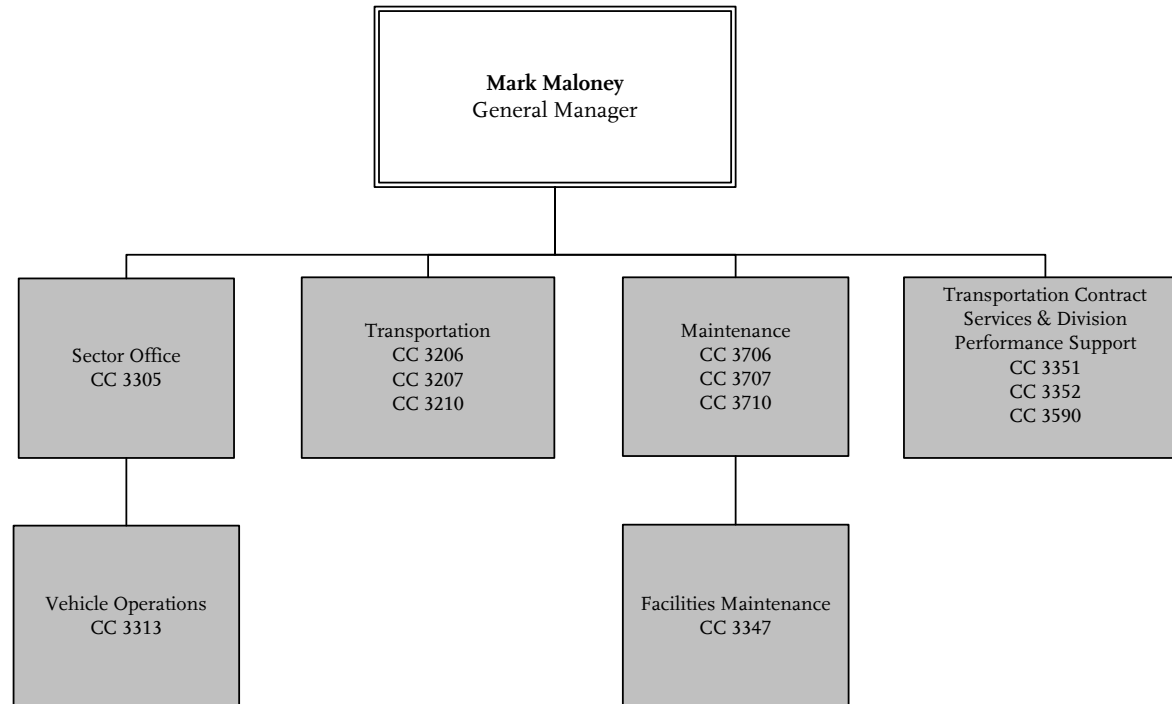 Mark Maloney
General Manager
Sector Office
CC 3305
Transportation
CC 3206
CC 3207
CC 3210
Maintenance
CC 3706
CC 3707
CC 3710
Transportation Contract
Services & Division
Performance Support
CC 3351
CC 3352
CC 3590
Vehicle Operations
CC 3313
Facilities Maintenance
CC 3347